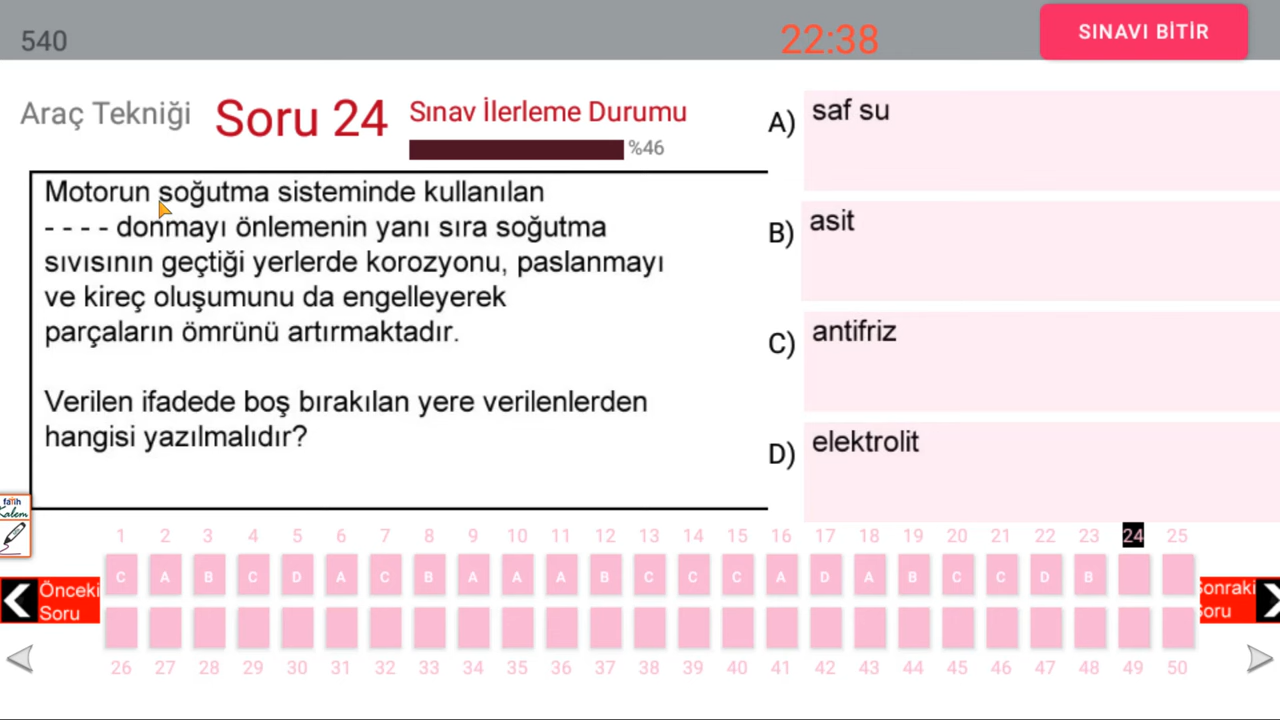 540
22:38
SINAVI BİTİR
Araç Tekniği
Soru 24
Sınav İlerleme Durumu
%46
Motorun soğutma sisteminde kullanılan
- - - - donmayı önlemenin yanı sıra soğutma
sıvısının geçtiği yerlerde korozyonu, paslanmayı
ve kireç oluşumunu da engelleyerek
parçaların ömrünü artırmaktadır.
Verilen ifadede boş bırakılan yere verilenlerden
hangisi yazılmalıdır?
A) saf su
B) asit
C) antifriz
D) elektrolit
fatih
Kalem
1 2 3 4 5 6 7 8 9 10 11 12 13 14 15 16 17 18 19 20 21 22 23 24 25
C A B C D A C B A A A B C C C A D A B C C D B
Önceki
Soru
Sonraki
Soru
26 27 28 29 30 31 32 33 34 35 36 37 38 39 40 41 42 43 44 45 46 47 48 49 50